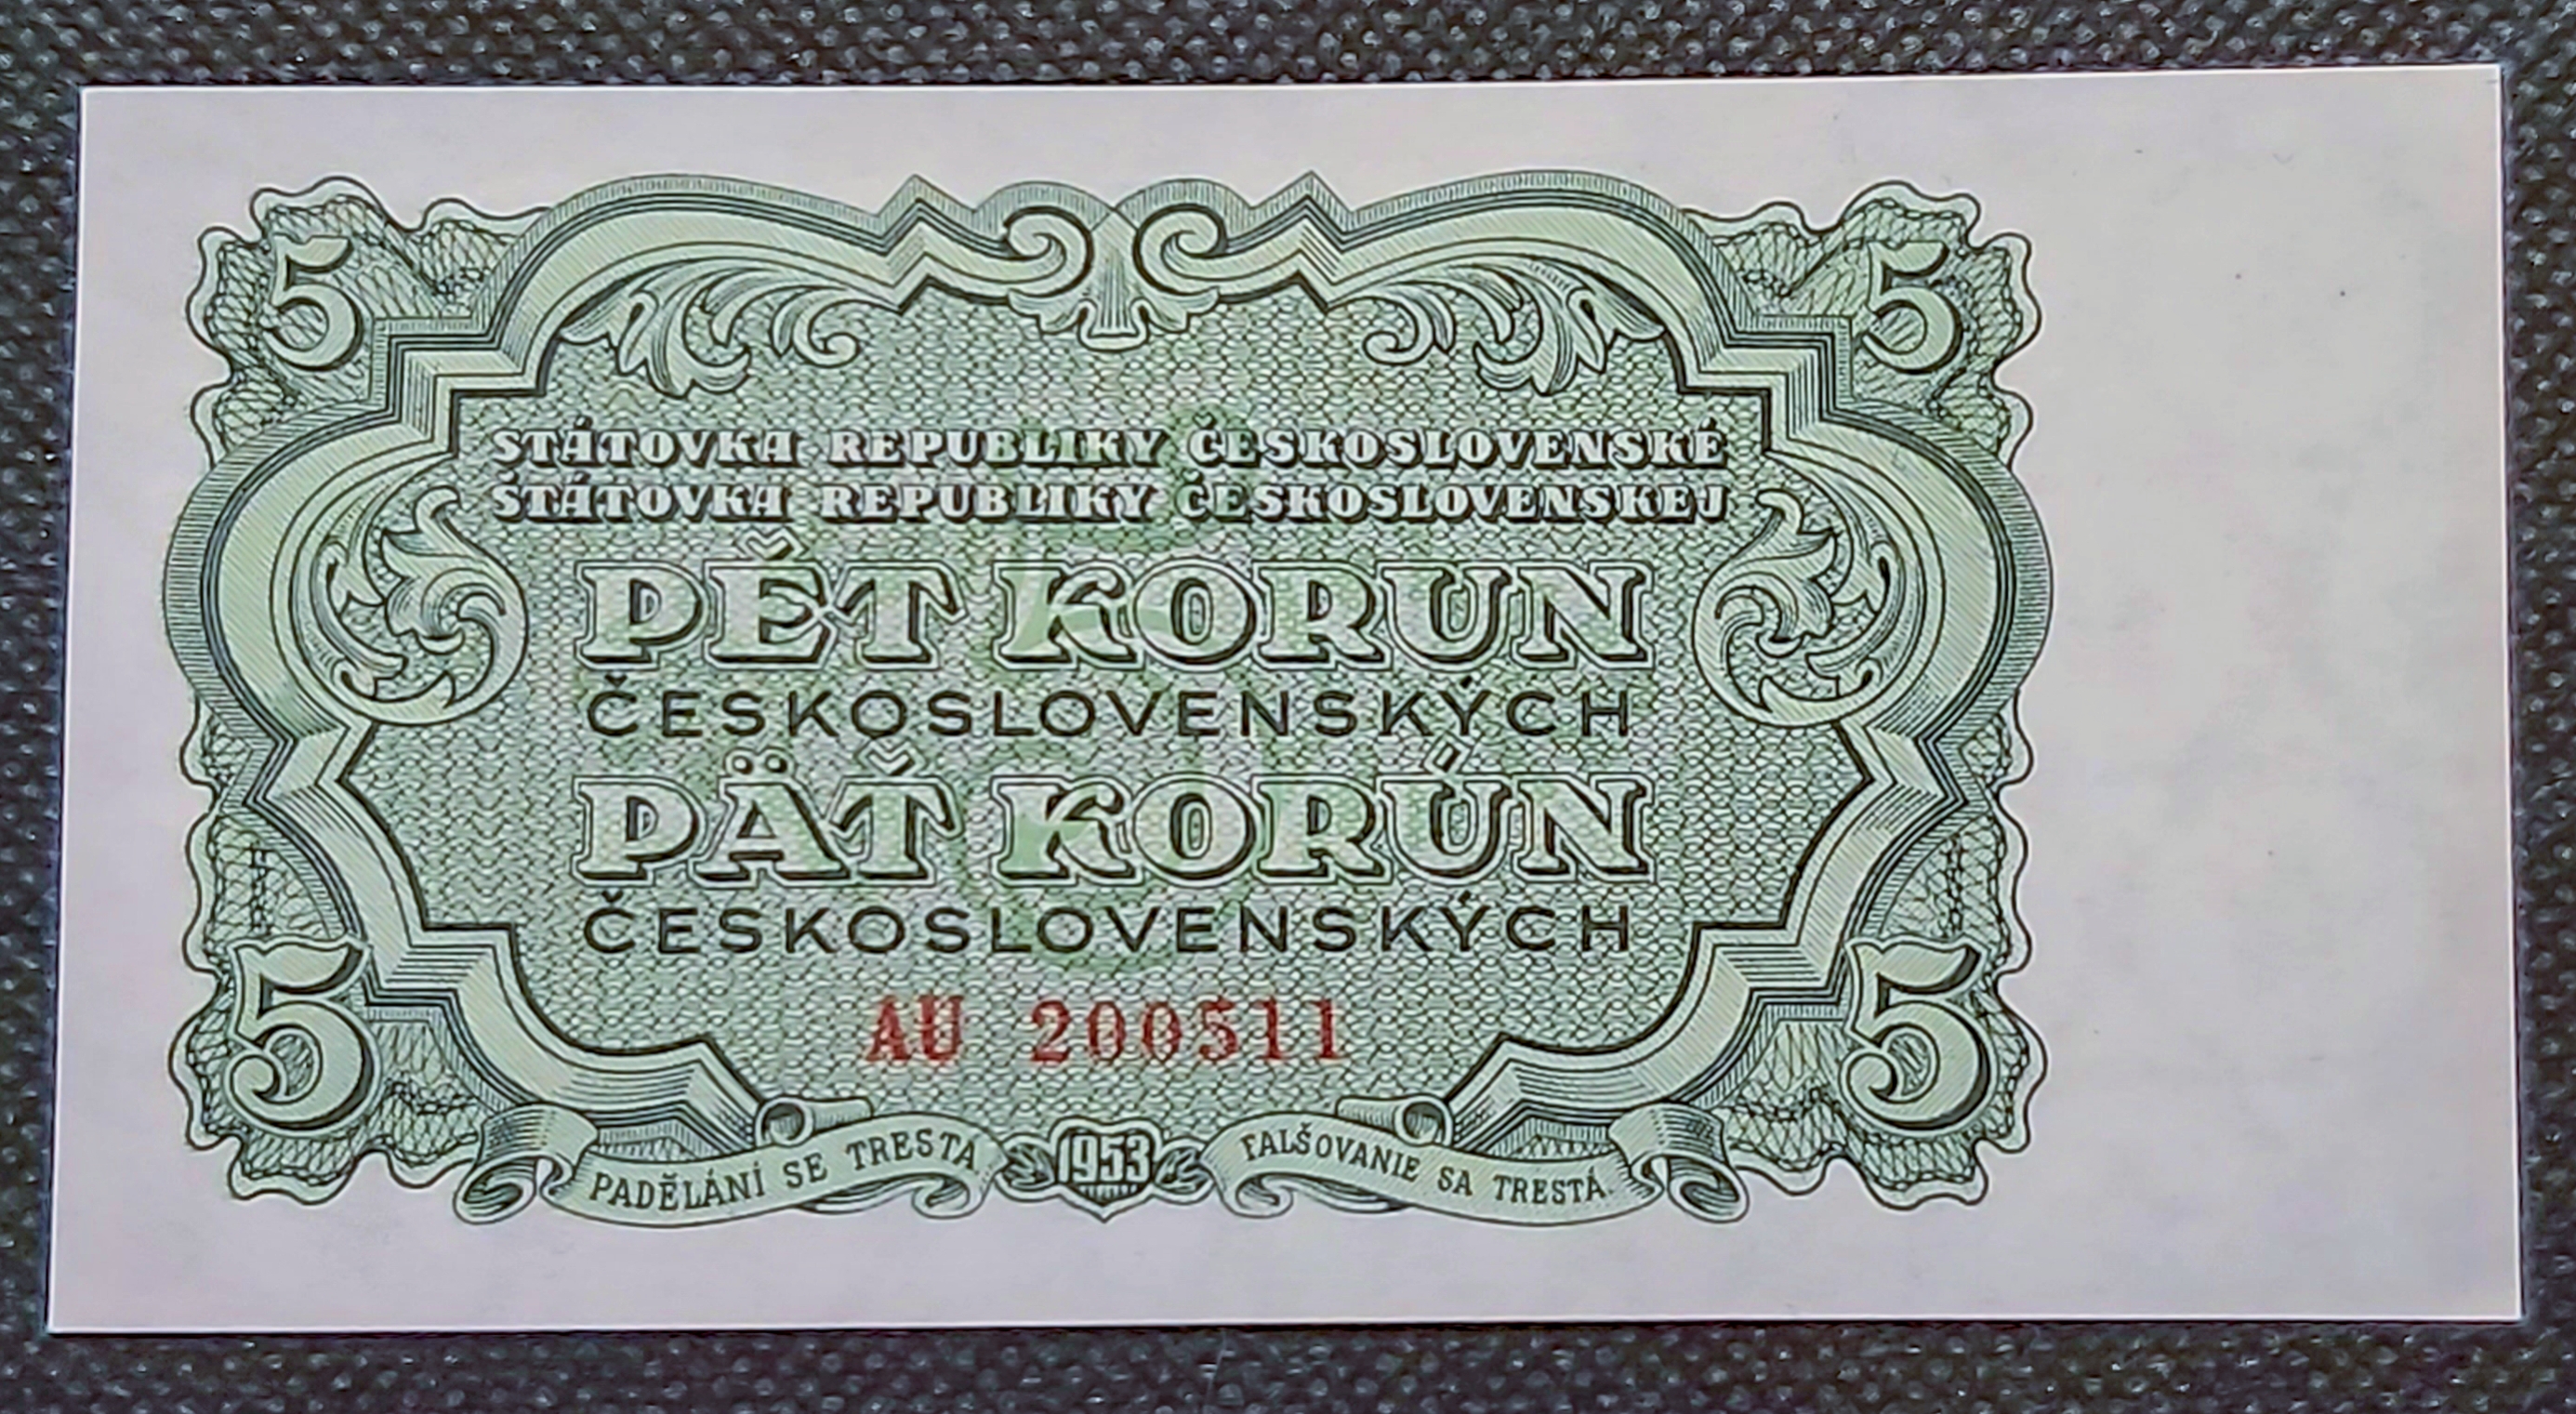 5 5
STÁTOVKA REPUBLIKY ČESKOSLOVENSKÉ
ŠTÁTOVKA REPUBLIKY ČESKOSLOVENSKEJ
PĚT KORUN
ČESKOSLOVENSKÝCH
PÄŤ KORÚN
ČESKOSLOVENSKÝCH
5 5
AU 200511
PADĚLÁNÍ SE TRESTÁ. 1953 FALŠOVANIE SA TRESTÁ.